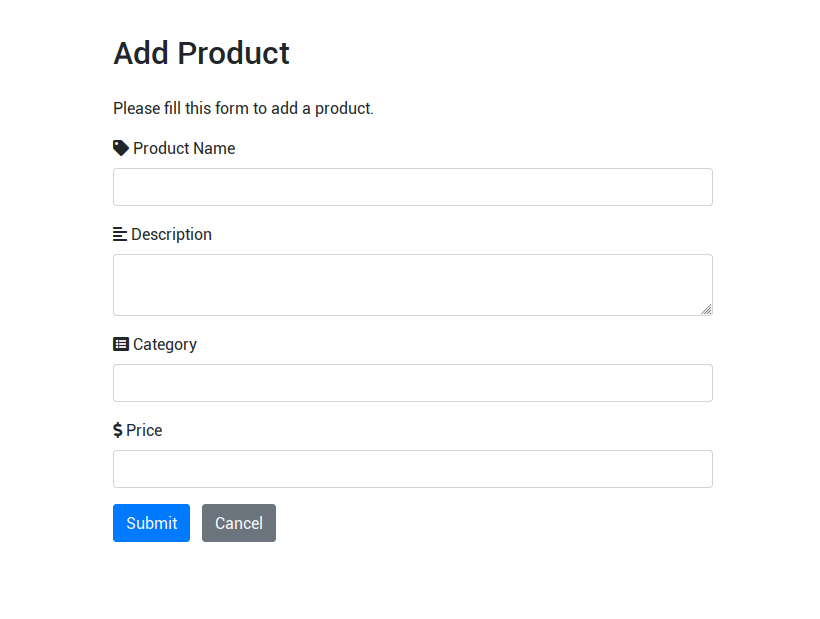 Add Product
Please fill this form to add a product.
Product Name
Description
Category
$ Price
Submit
Cancel